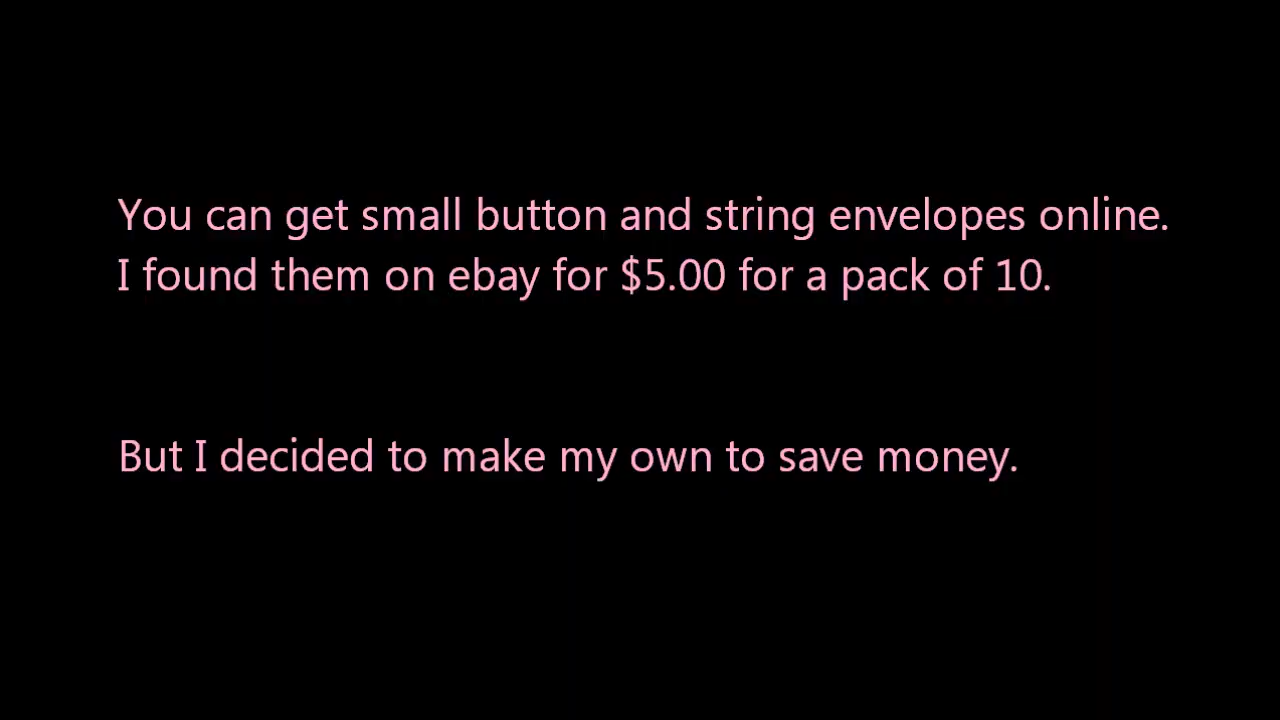 You can get small button and string envelopes online.
I found them on ebay for $5.00 for a pack of 10.
But I decided to make my own to save money.